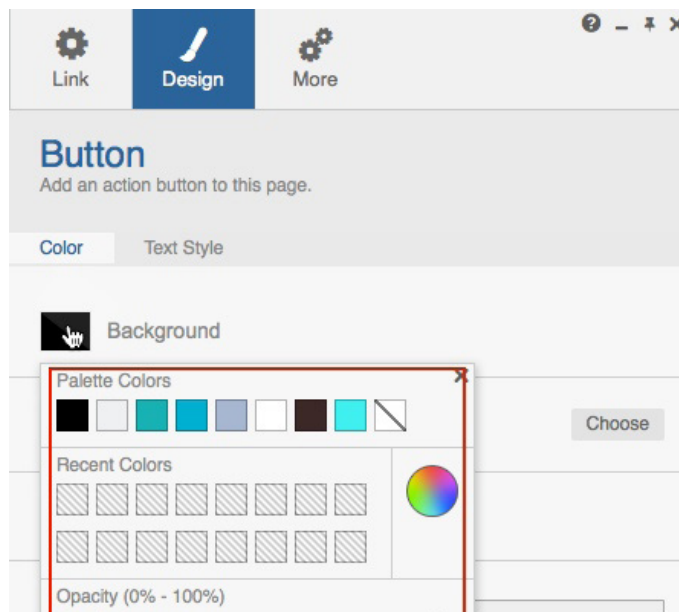 Link Design More
Button
Add an action button to this page.
Color Text Style
Background
Palette Colors
Choose
Recent Colors
Opacity (0% - 100%)